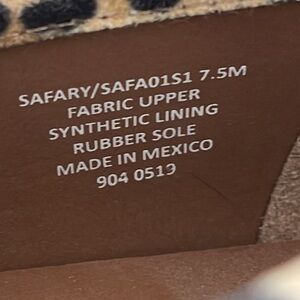 SAFARY/SAFA01S1 7.5M
FABRIC UPPER
SYNTHETIC LINING
RUBBER SOLE
MADE IN MEXICO
904 0519